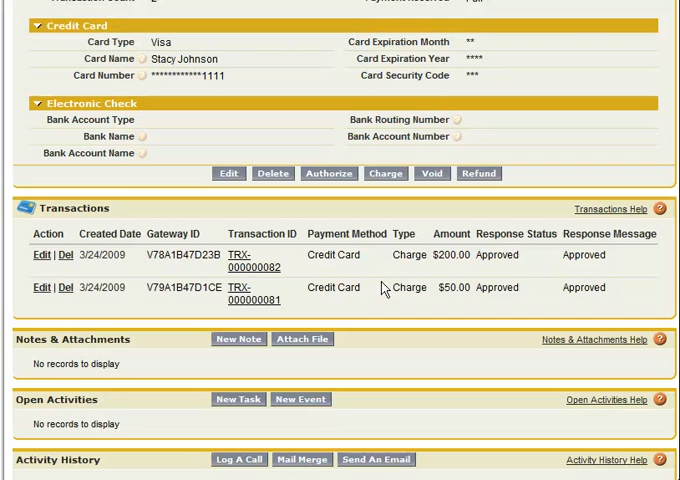 Credit Card
Card Type Visa Card Expiration Month **
Card Name Stacy Johnson Card Expiration Year ****
Card Number ************1111 Card Security Code ***
Electronic Check
Bank Account Type Bank Routing Number
Bank Name Bank Account Number
Bank Account Name
Edit Delete Authorize Charge Void Refund
Transactions Transactions Help ?
Action Created Date Gateway ID Transaction ID Payment Method Type Amount Response Status Response Message
Edit | Del 3/24/2009 V78A1B47D23B TRX- Credit Card Charge $200.00 Approved Approved
000000082
Edit | Del 3/24/2009 V79A1B47D1CE TRX- Credit Card Charge $50.00 Approved Approved
000000081
Notes & Attachments New Note Attach File Notes & Attachments Help ?
No records to display
Open Activities New Task New Event Open Activities Help ?
No records to display
Activity History Log A Call Mail Merge Send An Email Activity History Help ?